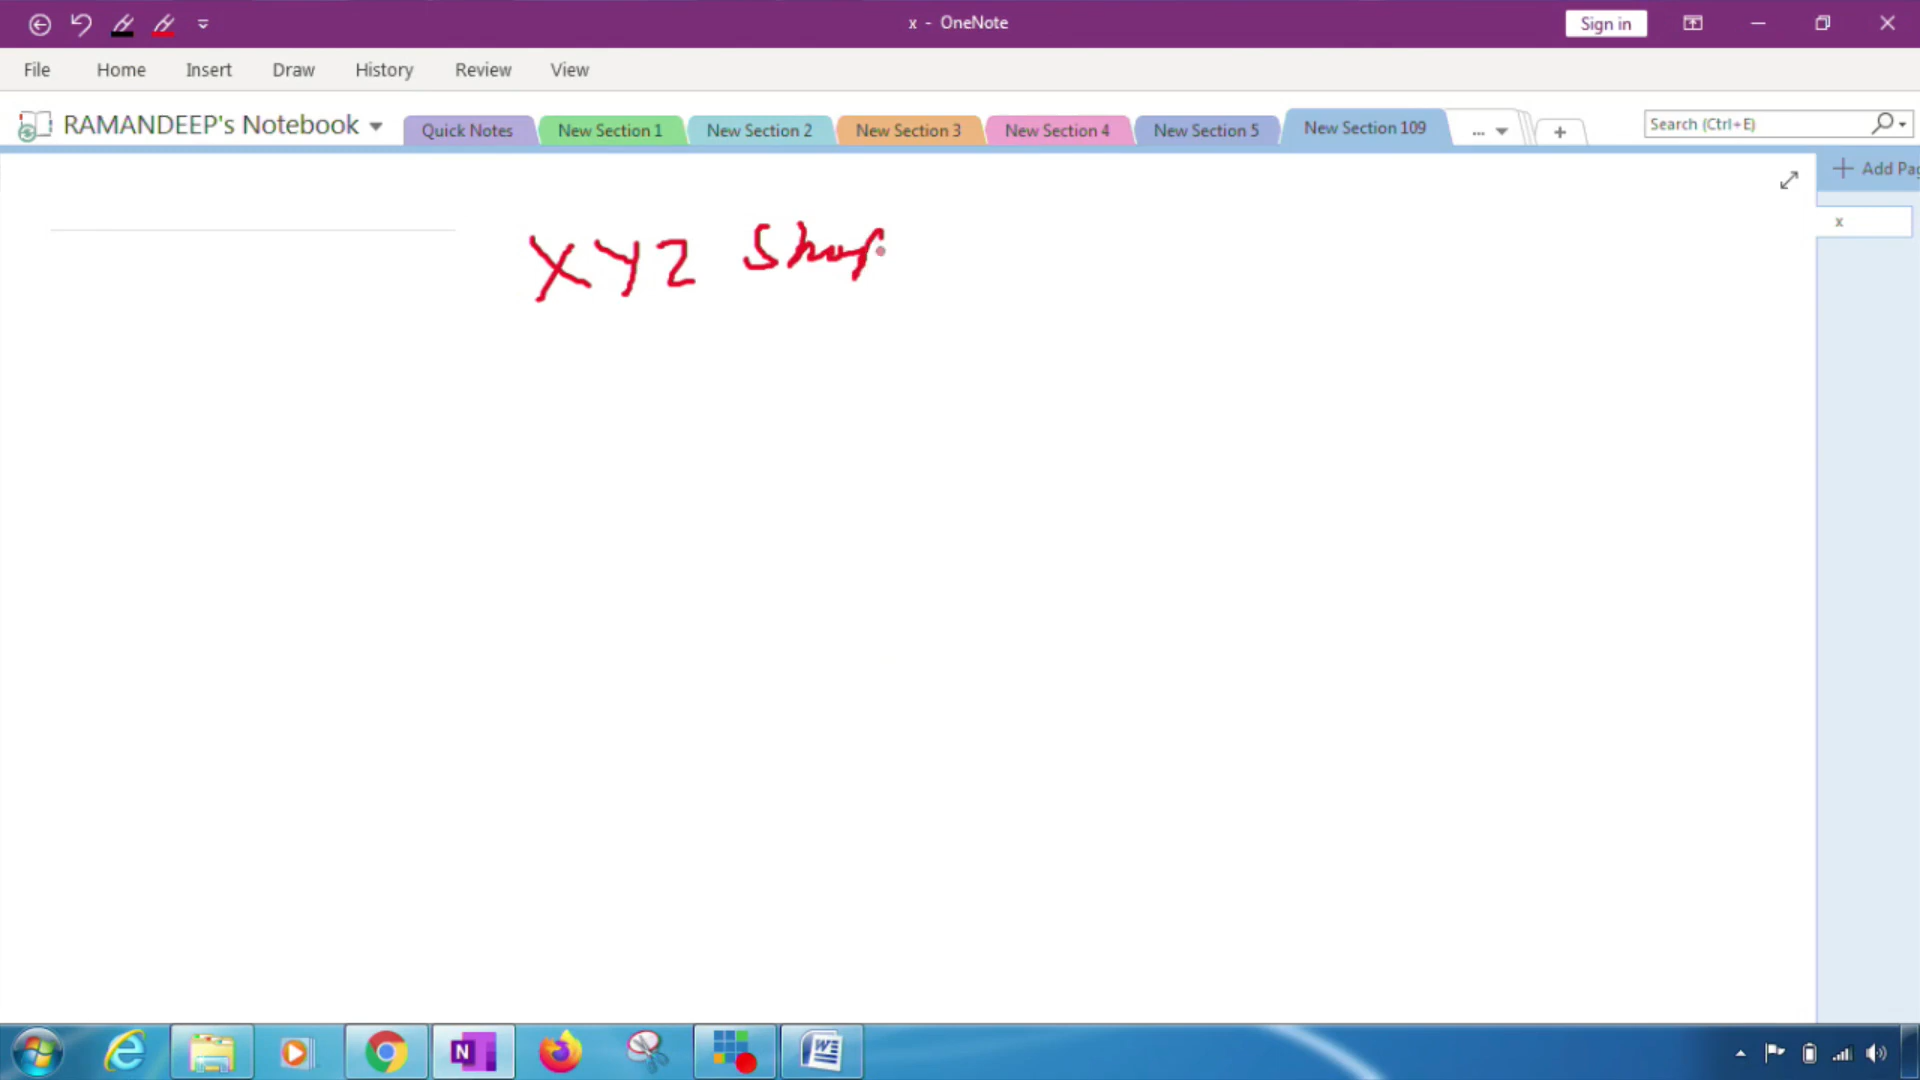 x - OneNote
Sign in
File Home Insert Draw History Review View
RAMANDEEP's Notebook Quick Notes New Section 1 New Section 2 New Section 3 New Section 4 New Section 5 New Section 109 ... Search (Ctrl+E)
Add Pag
x
XYZ Shop